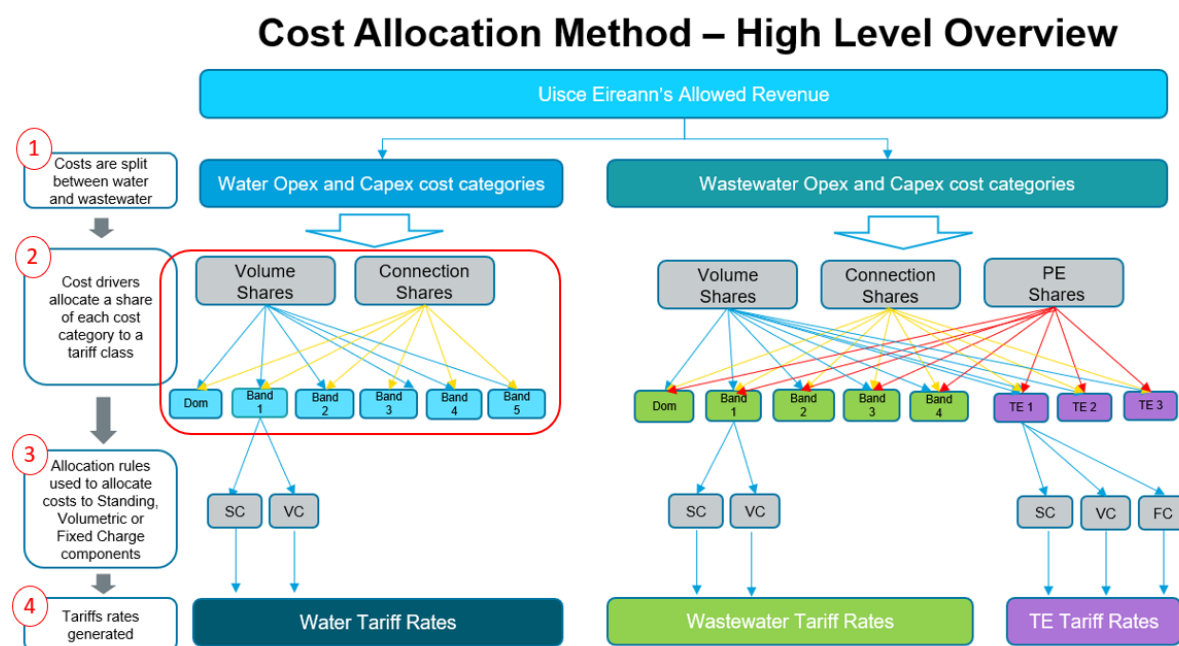 Cost Allocation Method – High Level Overview
Uisce Eireann's Allowed Revenue
1
Costs are split
between water
and wastewater
Water Opex and Capex cost categories
Wastewater Opex and Capex cost categories
2
Cost drivers
allocate a share
of each cost
category to a
tariff class
Volume
Shares
Connection
Shares
Volume
Shares
Connection
Shares
PE
Shares
Dom
Band
1
Band
2
Band
3
Band
4
Band
5
Dom
Band
1
Band
2
Band
3
Band
4
TE 1
TE 2
TE 3
3
Allocation rules
used to allocate
costs to Standing,
Volumetric or
Fixed Charge
components
SC
VC
SC
VC
SC
VC
FC
4
Tariffs rates
generated
Water Tariff Rates
Wastewater Tariff Rates
TE Tariff Rates